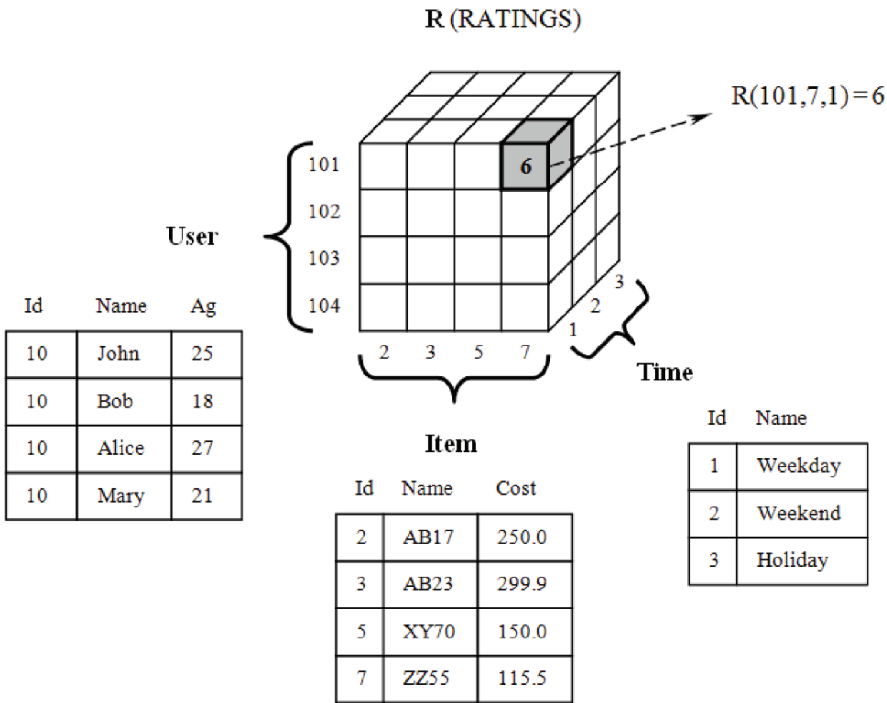 R (RATINGS)
R(101,7,1) = 6
6
101
102
103
104
User
2 3 5 7
1
2
3
Time
Item
Id Name Ag
10 John 25
10 Bob 18
10 Alice 27
10 Mary 21
Id Name Cost
2 AB17 250.0
3 AB23 299.9
5 XY70 150.0
7 ZZ55 115.5
Id Name
1 Weekday
2 Weekend
3 Holiday